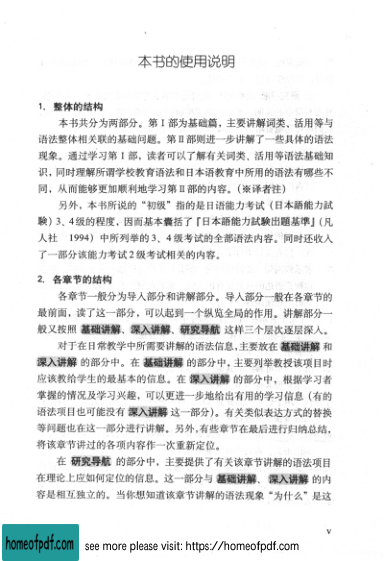 本书的使用说明
1. 整体的结构
本书共分为两部分。第Ⅰ部为基础篇，主要讲解词类、活用等与
语法整体相关联的基础问题。第Ⅱ部则进一步讲解了一些具体的语法
现象。通过学习第Ⅰ部，读者可以了解有关词类、活用等语法基础知
识，同时理解所谓学校教育语法和日本语教育中所用的语法有哪些不
同，从而能够更加顺利地学习第Ⅱ部的内容。（※译者注）
另外，本书所说的“初级”指的是日语能力考试（日本語能力試
験）3、4级的程度，因而基本囊括了『日本語能力試験出題基準』（凡
人社 1994）中所列举的3、4级考试的全部语法内容。同时还收入
了一部分该能力考试2级考试相关的内容。
2. 各章节的结构
各章节一般分为导入部分和讲解部分。导入部分一般在各章节的
最前面，读了这一部分，可以起到一个纵览全局的作用。讲解部分一
般又按照 基础讲解、深入讲解、研究导航 这样三个层次逐层深入。
对于在日常教学中所需要讲解的语法信息，主要放在 基础讲解 和
深入讲解 的部分中。在 基础讲解 的部分中，主要列举教授该项目时
应该教给学生的最基本的信息。在 深入讲解 的部分中，根据学习者
掌握的情况及学习兴趣，可以更进一步地给出有用的学习信息（有的
语法项目也可能没有 深入讲解 这一部分）。有关类似表达方式的替换
等问题也在这一部分进行讲解。另外，有些章节在最后进行归纳总结，
将该章节讲过的各项内容作一次重新定位。
在 研究导航 的部分中，主要提供了有关该章节讲解的语法项目
在理论上应如何定位的信息。这一部分与 基础讲解、深入讲解 的内
容是相互独立的。当你想知道该章节讲解的语法现象“为什么”是这
v
homeofpdf.com
see more please visit: https://homeofpdf.com